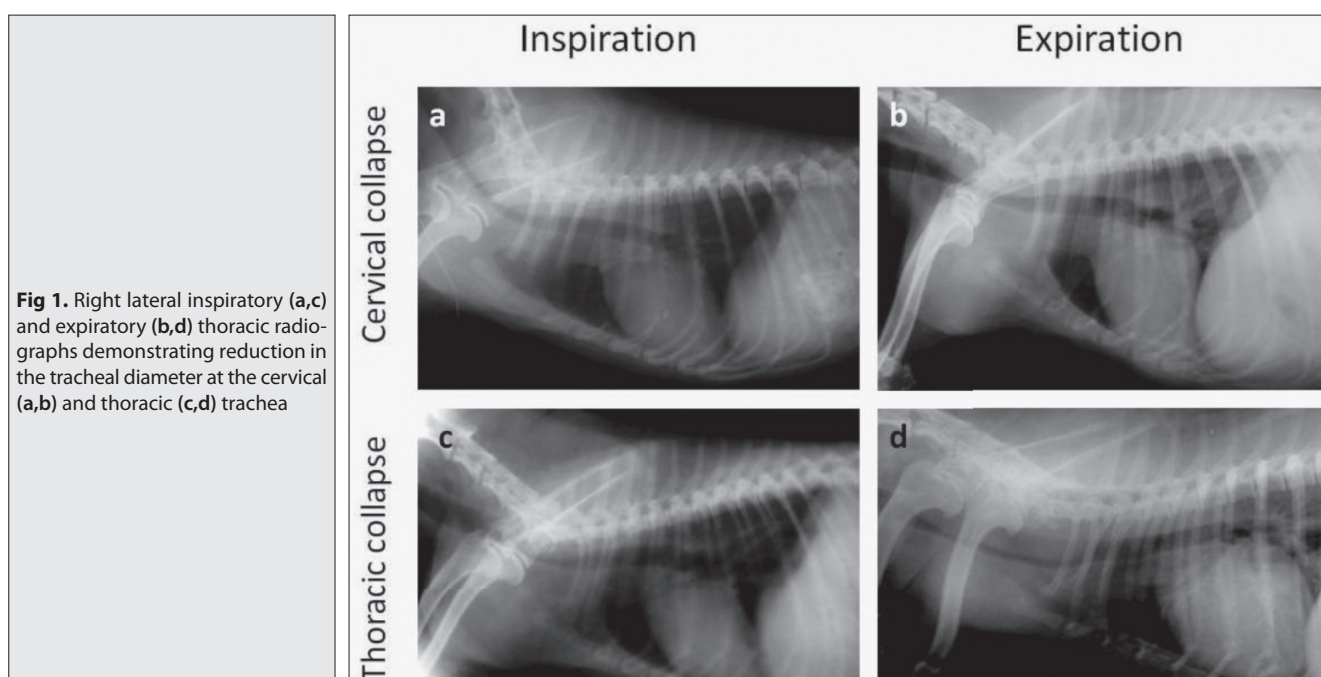 Fig 1. Right lateral inspiratory (a,c)
and expiratory (b,d) thoracic radio-
graphs demonstrating reduction in
the tracheal diameter at the cervical
(a,b) and thoracic (c,d) trachea
Inspiration
Expiration
Cervical collapse
a
b
Thoracic collapse
c
d